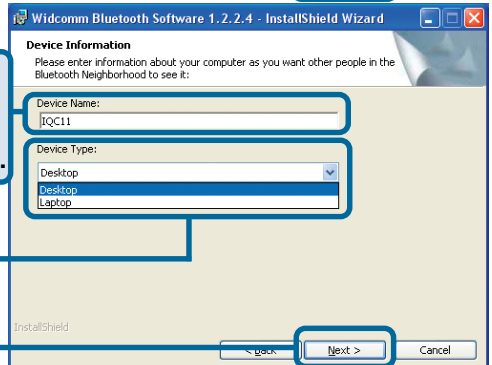 Widcomm Bluetooth Software 1.2.2.4 - InstallShield Wizard
Device Information
Please enter information about your computer as you want other people in the
Bluetooth Neighborhood to see it:
Device Name:
IQC11
Device Type:
Desktop
Desktop
Laptop
InstallShield
< Back Next > Cancel